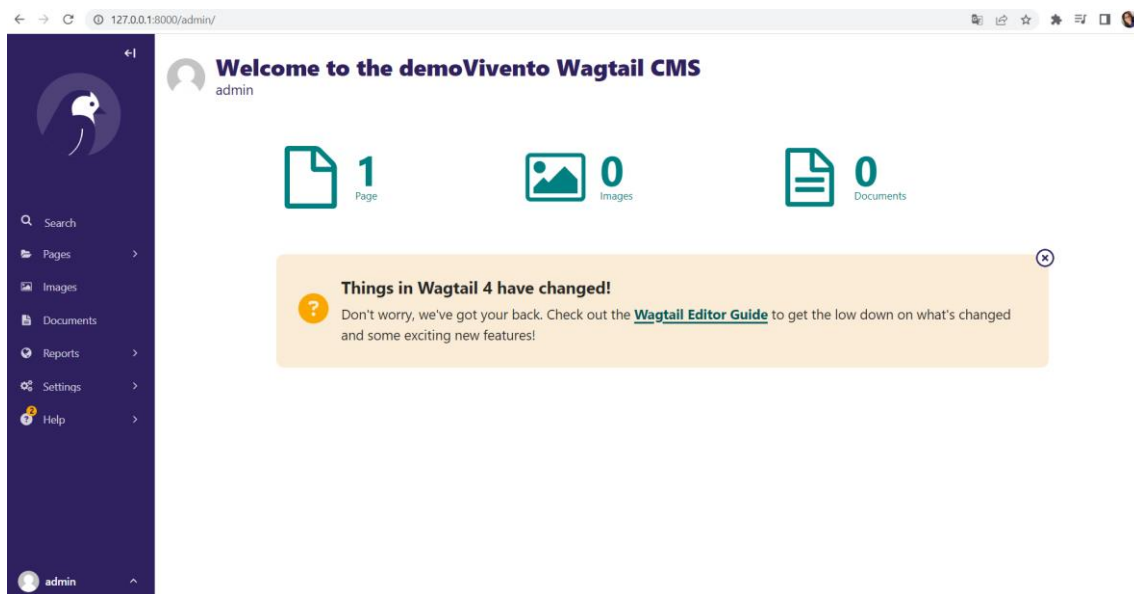 127.0.0.1:8000/admin/
Welcome to the demoVivento Wagtail CMS
admin
1
Page
0
Images
0
Documents
Search
Pages
Images
Documents
Reports
Settings
2
Help
Things in Wagtail 4 have changed!
Don't worry, we've got your back. Check out the Wagtail Editor Guide to get the low down on what's changed
and some exciting new features!
admin